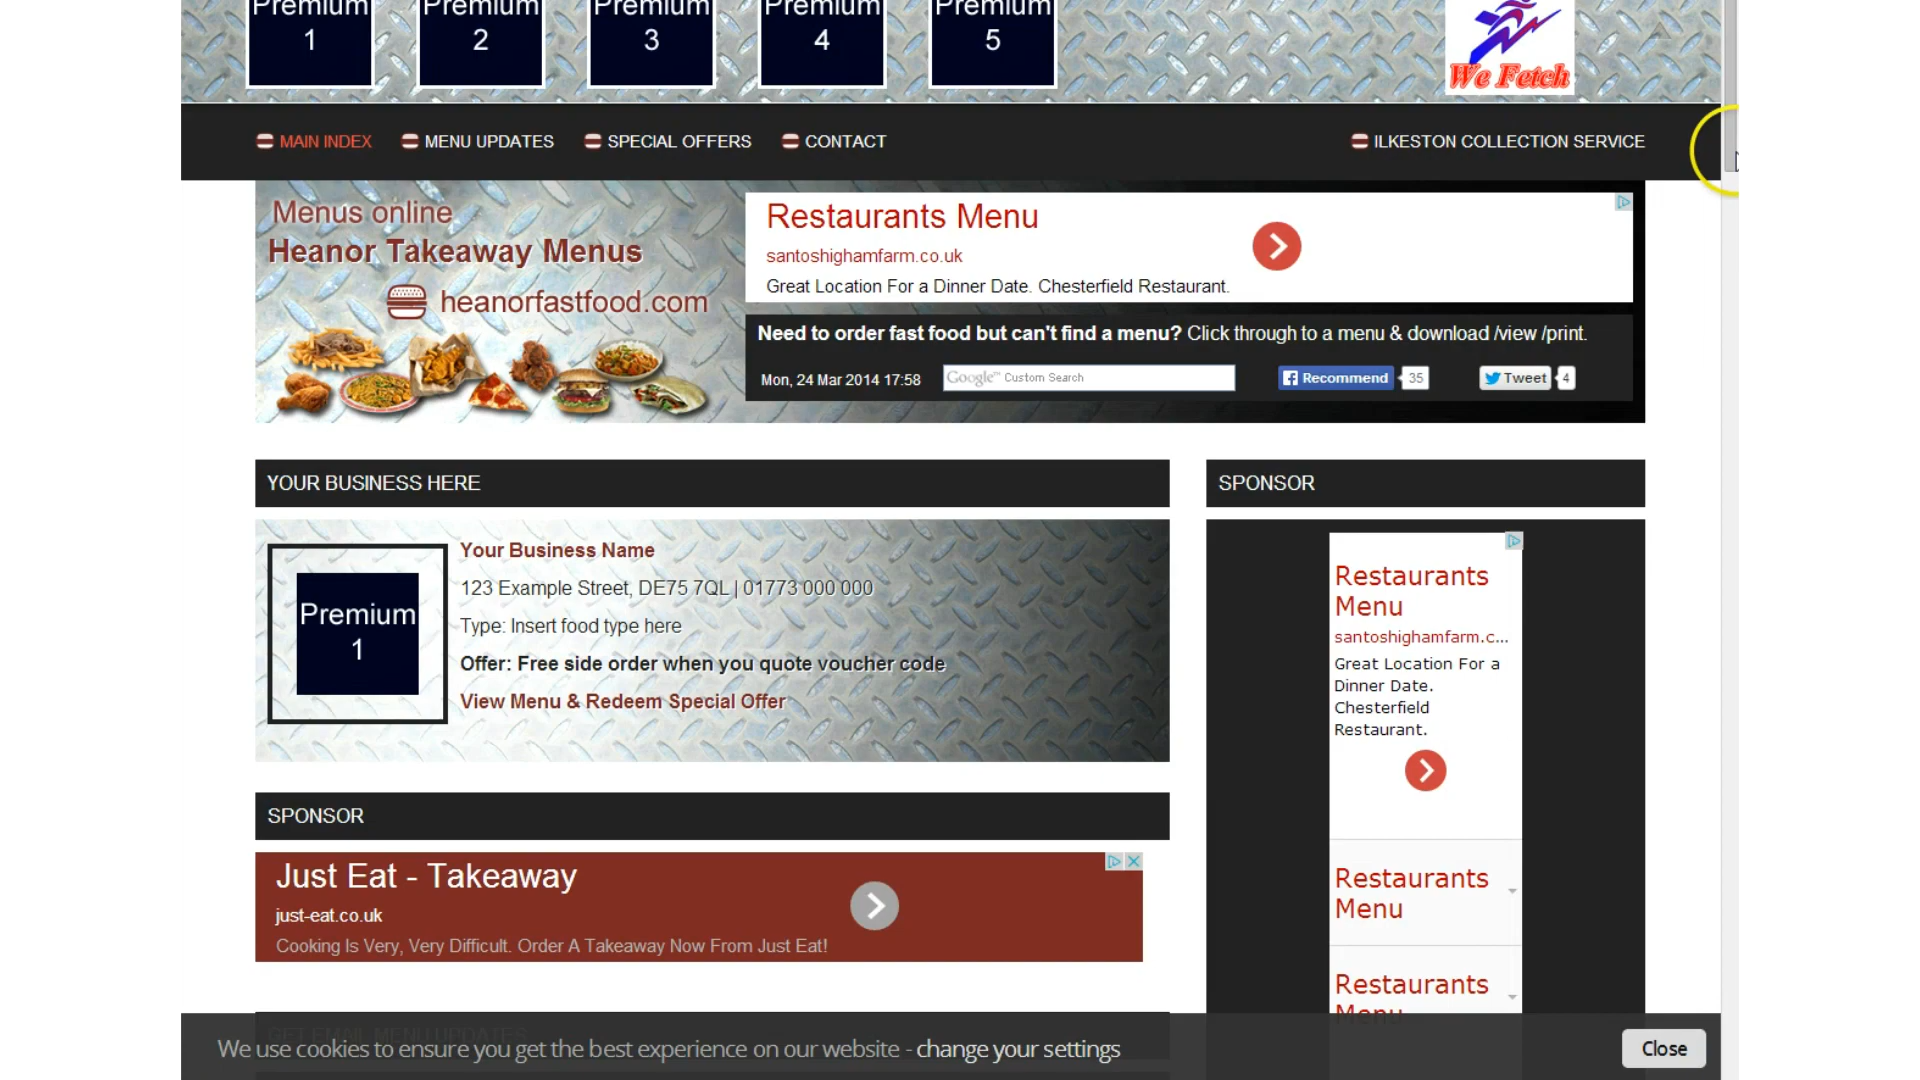 Premium
1
Premium
2
Premium
3
Premium
4
Premium
5
We Fetch
MAIN INDEX
MENU UPDATES
SPECIAL OFFERS
CONTACT
ILKESTON COLLECTION SERVICE
Menus online
Heanor Takeaway Menus
heanorfastfood.com
Restaurants Menu
santoshighamfarm.co.uk
Great Location For a Dinner Date. Chesterfield Restaurant.
Need to order fast food but can't find a menu? Click through to a menu & download /view /print.
Mon, 24 Mar 2014 17:58
Google™ Custom Search
Recommend
35
Tweet
4
YOUR BUSINESS HERE
Premium
1
Your Business Name
123 Example Street, DE75 7QL | 01773 000 000
Type: Insert food type here
Offer: Free side order when you quote voucher code
View Menu & Redeem Special Offer
SPONSOR
Just Eat - Takeaway
just-eat.co.uk
Cooking Is Very, Very Difficult. Order A Takeaway Now From Just Eat!
SPONSOR
Restaurants
Menu
santoshighamfarm.c...
Great Location For a
Dinner Date.
Chesterfield
Restaurant.
Restaurants
Menu
Restaurants
Menu
GET EMAIL MENU UPDATES
We use cookies to ensure you get the best experience on our website - change your settings
Close